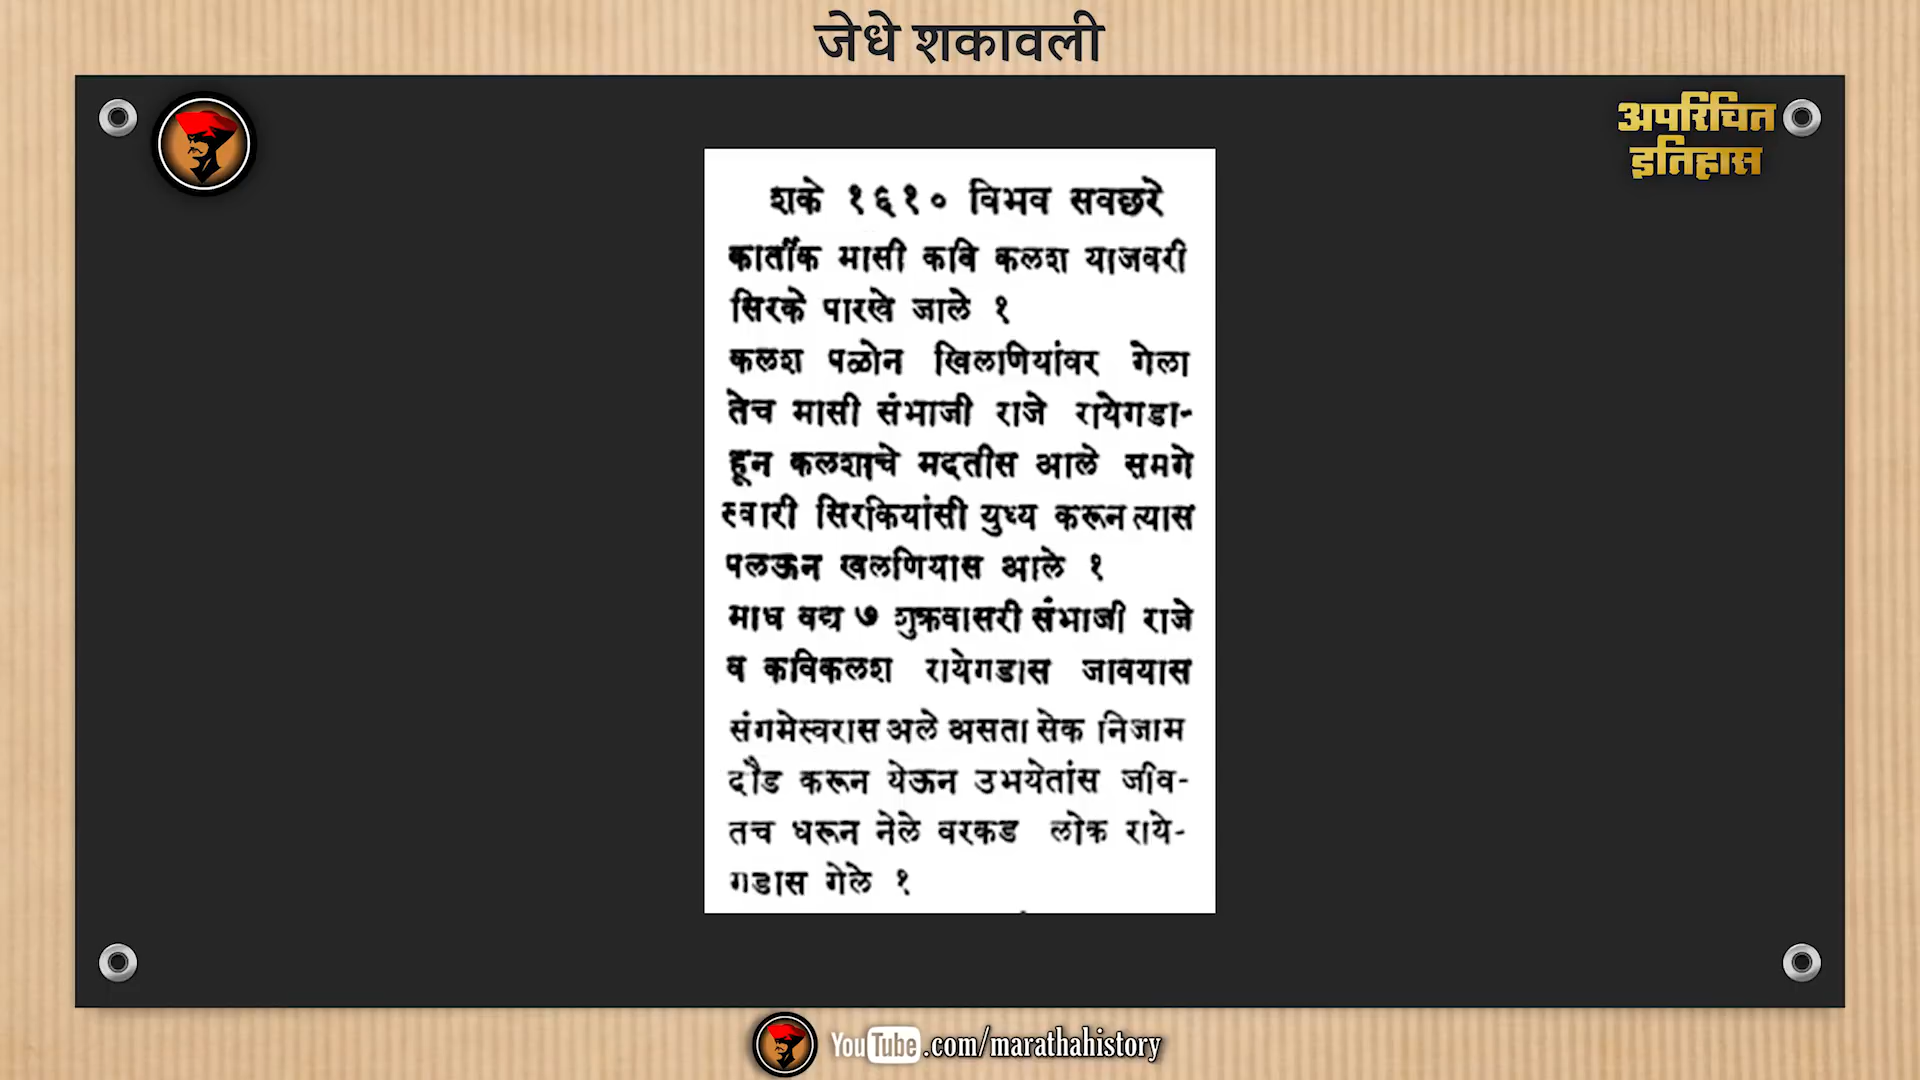 जेधे शकावली
अपरिचित
इतिहास
शके १६१० विभव सवछरे
कार्तीक मासी कवि कलश याजवरी
सिरके पारखे जाले १
कलश पळोन खिलाणियांवर गेला
तेच मासी संभाजी राजे रायेगडा-
हून कलशाचे मदतीस आले समगे
स्वारी सिरकियांसी युध्य करून त्यास
पलऊन खलणियास आले १
माघ वद्य ७ शुक्रवासरी संभाजी राजे
व कविकलश रायेगडास जावयास
संगमेस्वरास अले असता सेक निजाम
दौड करून येऊन उभयेतांस जीव-
तच धरून नेले वरकड लोक राये-
गडास गेले १
YouTube.com/marathahistory